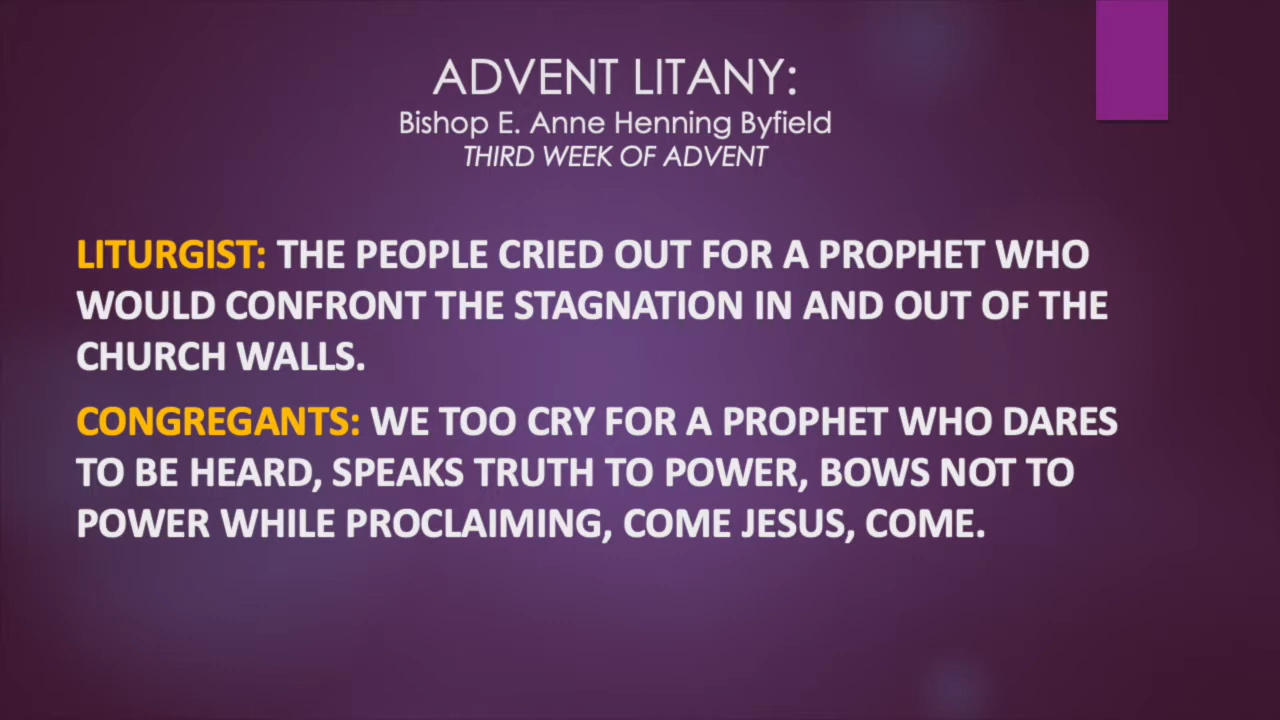 ADVENT LITANY:
Bishop E. Anne Henning Byfield
THIRD WEEK OF ADVENT
LITURGIST: THE PEOPLE CRIED OUT FOR A PROPHET WHO
WOULD CONFRONT THE STAGNATION IN AND OUT OF THE
CHURCH WALLS.
CONGREGANTS: WE TOO CRY FOR A PROPHET WHO DARES
TO BE HEARD, SPEAKS TRUTH TO POWER, BOWS NOT TO
POWER WHILE PROCLAIMING, COME JESUS, COME.